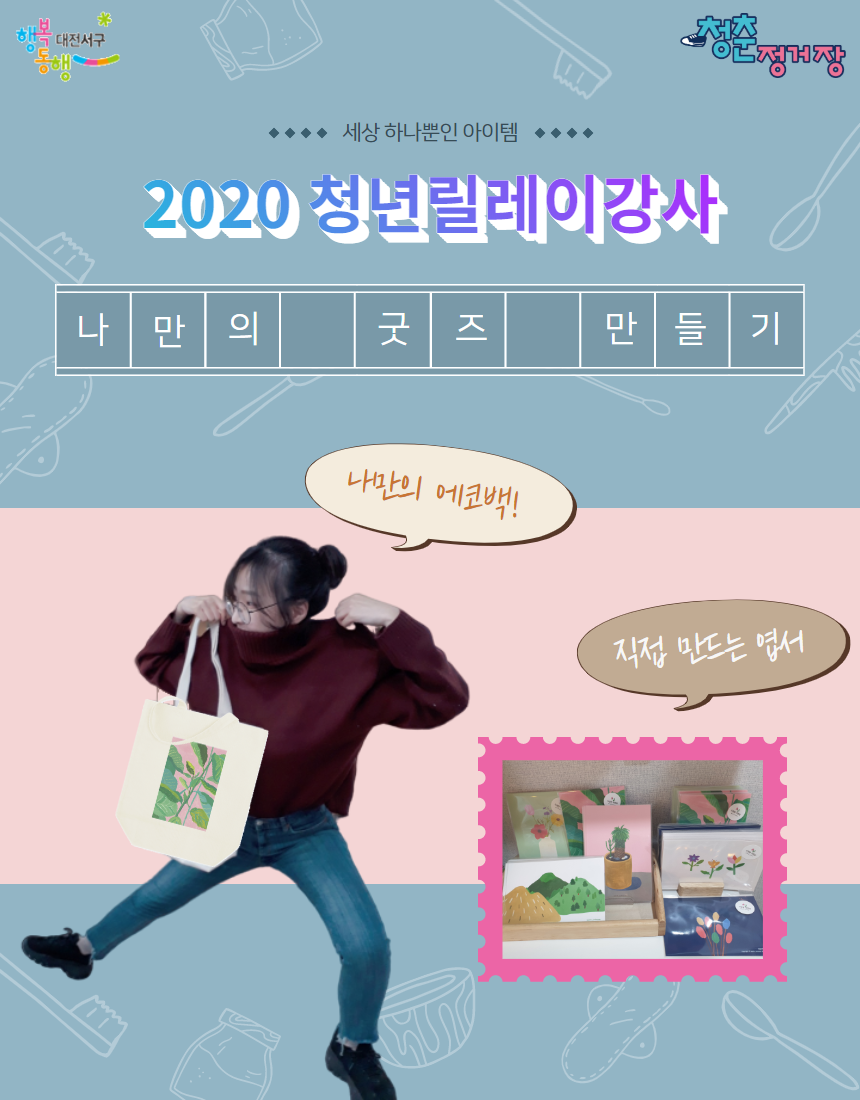 행복 대전서구
동행
청춘
정거장
세상 하나뿐인 아이템
2020 청년릴레이강사
나만의 굿즈 만들기
나만의 에코백!
직접 만드는 엽서